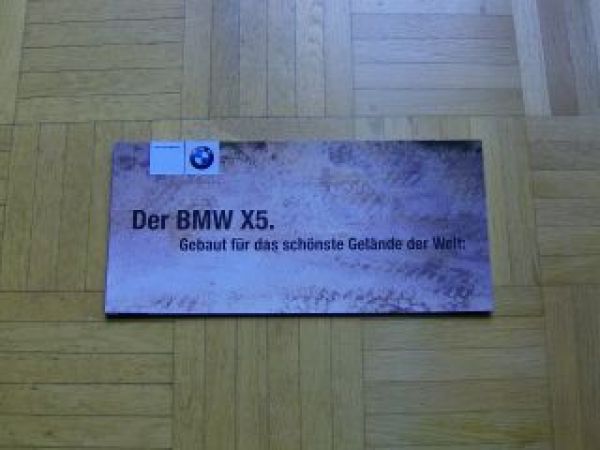 Der BMW X5.
Gebaut für das schönste Gelände der Welt: